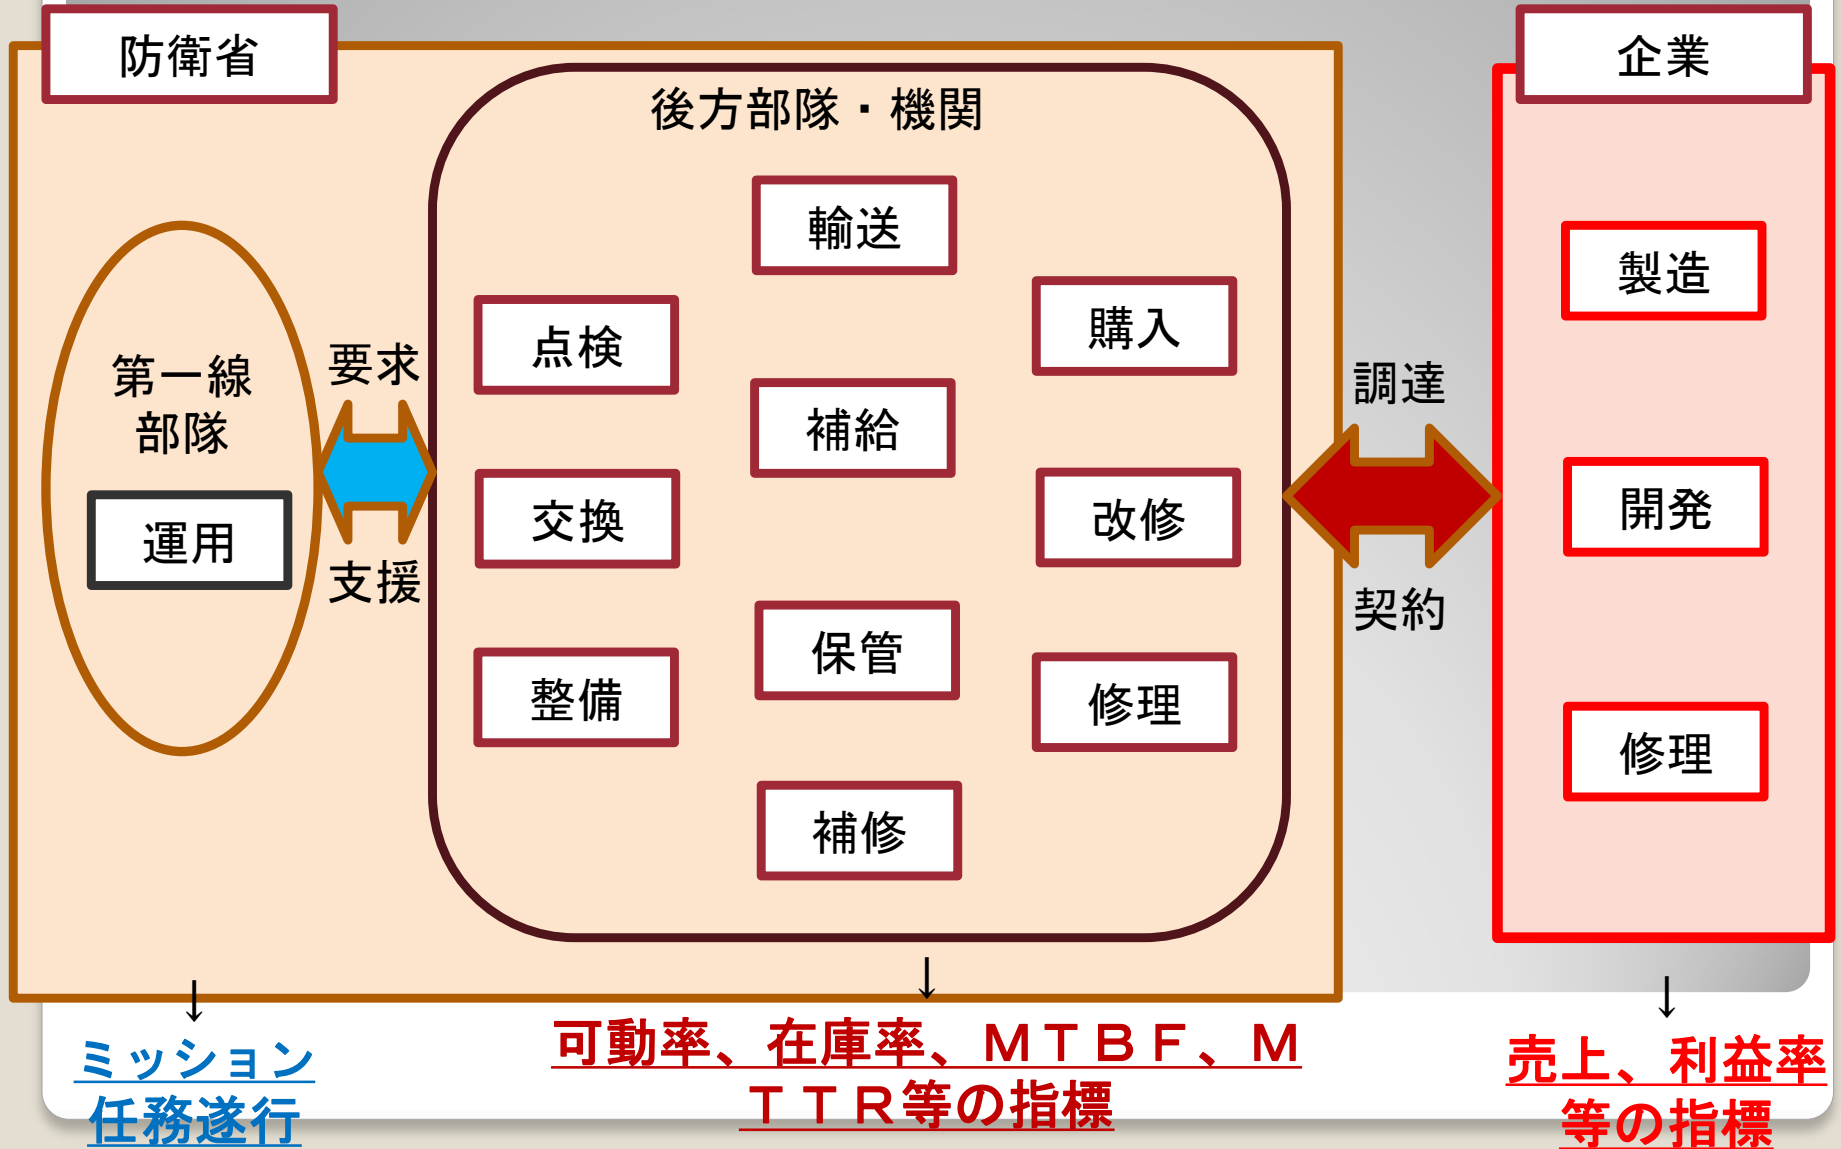 防衛省
企業
後方部隊・機関
輸送
製造
購入
点検
要求
第一線
部隊
調達
補給
運用
交換
改修
開発
支援
契約
保管
整備
修理
修理
補修
↓
↓
↓
ミッション
任務遂行
可動率、在庫率、ＭＴＢＦ、Ｍ
ＴＴＲ等の指標
売上、利益率
等の指標